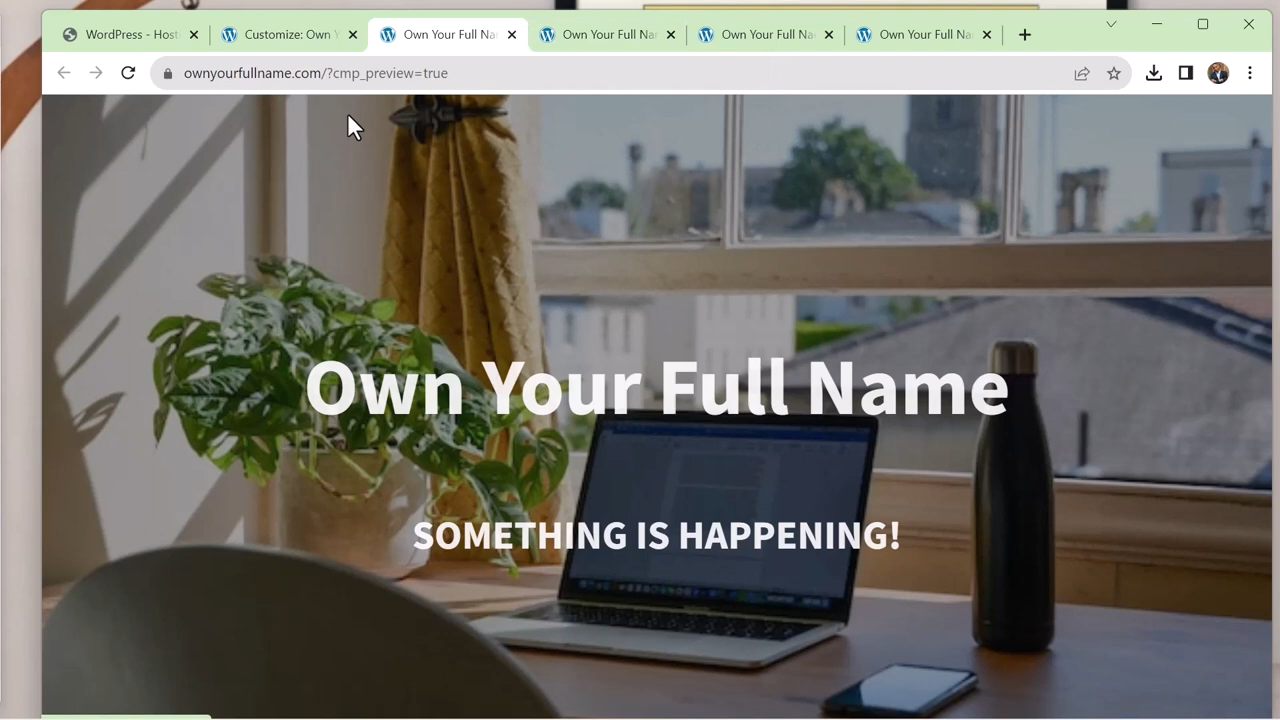 WordPress - Hosti
Customize: Own Y
Own Your Full Na
Own Your Full Na
Own Your Full Na
Own Your Full Na
ownyourfullname.com/?cmp_preview=true
Own Your Full Name
SOMETHING IS HAPPENING!